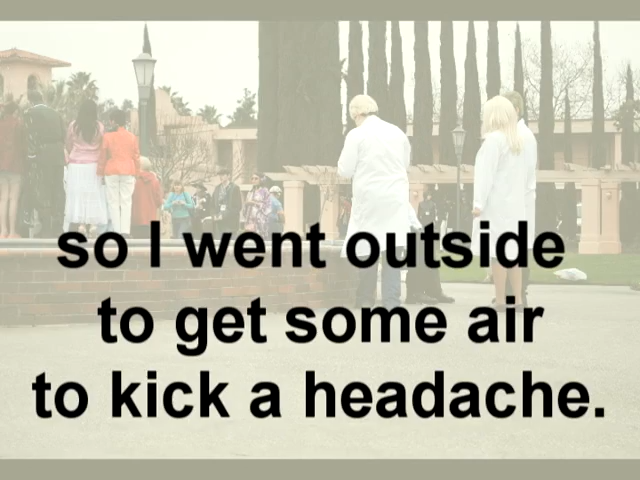 so I went outside
to get some air
to kick a headache.